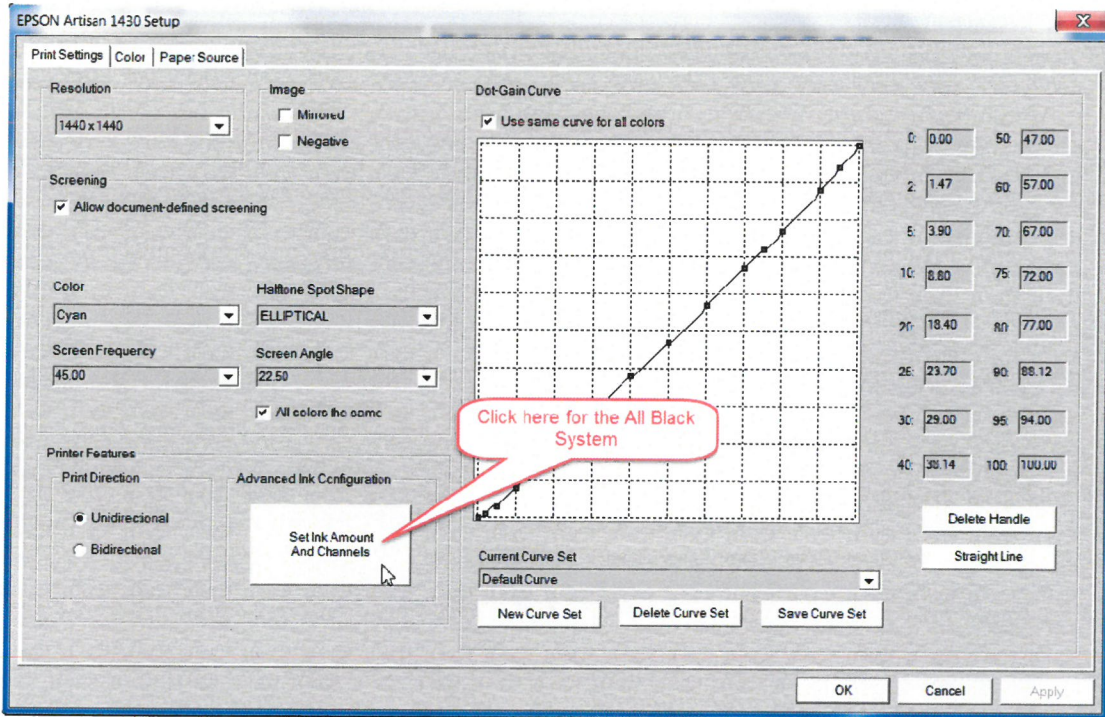 EPSON Artisan 1430 Setup
Print Settings
Color
Paper Source
Resolution
1440 x 1440
Image
Mirrored
Negative
Screening
Allow document-defined screening
Color
Halftone Spot Shape
Cyan
ELLIPTICAL
Screen Frequency
Screen Angle
45.00
22.50
All colors the same
Printer Features
Print Direction
Unidirecional
Bidirectional
Advanced Ink Configuration
Set Ink Amount
And Channels
Click here for the All Black
System
Dot-Gain Curve
Use same curve for all colors
0: 0.00 50: 47.00
2: 1.47 60: 57.00
5: 3.90 70: 67.00
10: 8.80 75: 72.00
20: 18.40 80: 77.00
25: 23.70 90: 88.12
30: 29.00 95: 94.00
40: 38.14 100: 100.00
Delete Handle
Straight Line
Current Curve Set
Default Curve
New Curve Set
Delete Curve Set
Save Curve Set
OK
Cancel
Apply